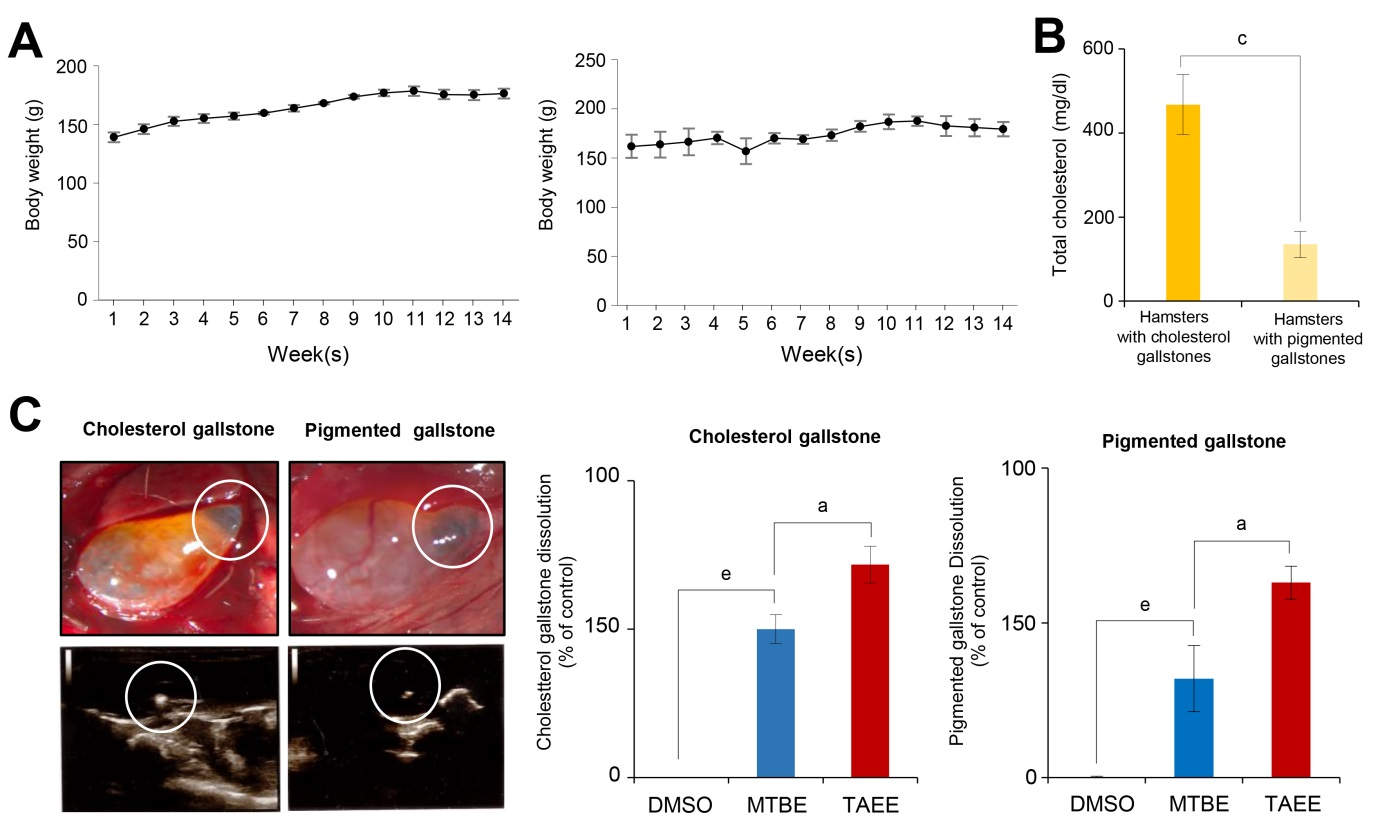 A
200
150
100
50
0
Body weight (g)
1 2 3 4 5 6 7 8 9 10 11 12 13 14
Week(s)
250
200
150
100
50
0
Body weight (g)
1 2 3 4 5 6 7 8 9 10 11 12 13 14
Week(s)
B
600
400
200
0
Total cholesterol (mg/dl)
c
Hamsters
with cholesterol
gallstones
Hamsters
with pigmented
gallstones
C
Cholesterol gallstone
Pigmented gallstone
Cholesterol gallstone
Cholestterol gallstone dissolution
(% of control)
100
150
0
e
a
DMSO MTBE TAEE
Pigmented gallstone
Pigmented gallstone Dissolution
(% of control)
100
150
0
e
a
DMSO MTBE TAEE